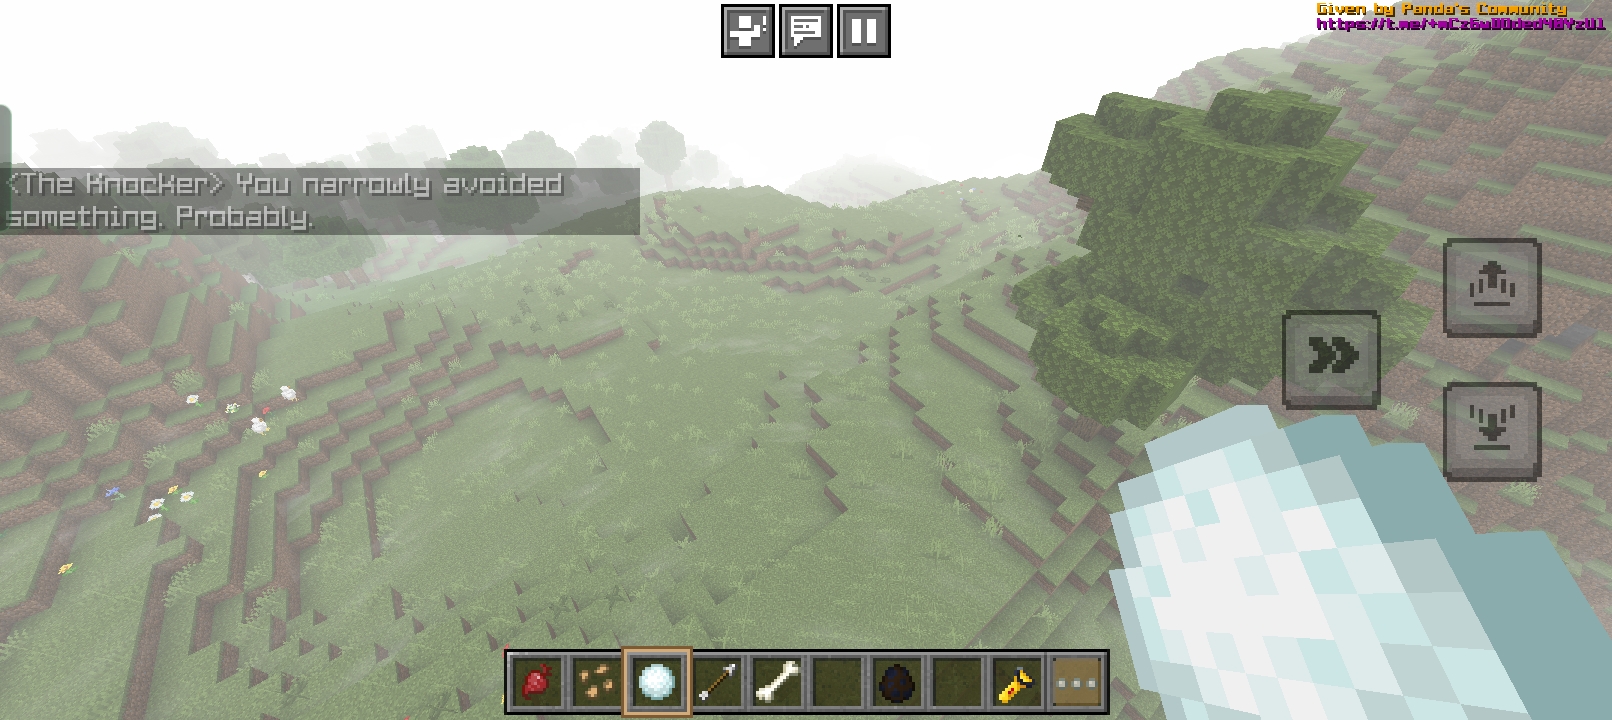 Given by Panda's Community
<The Knocker> You narrowly avoided
something. Probably.